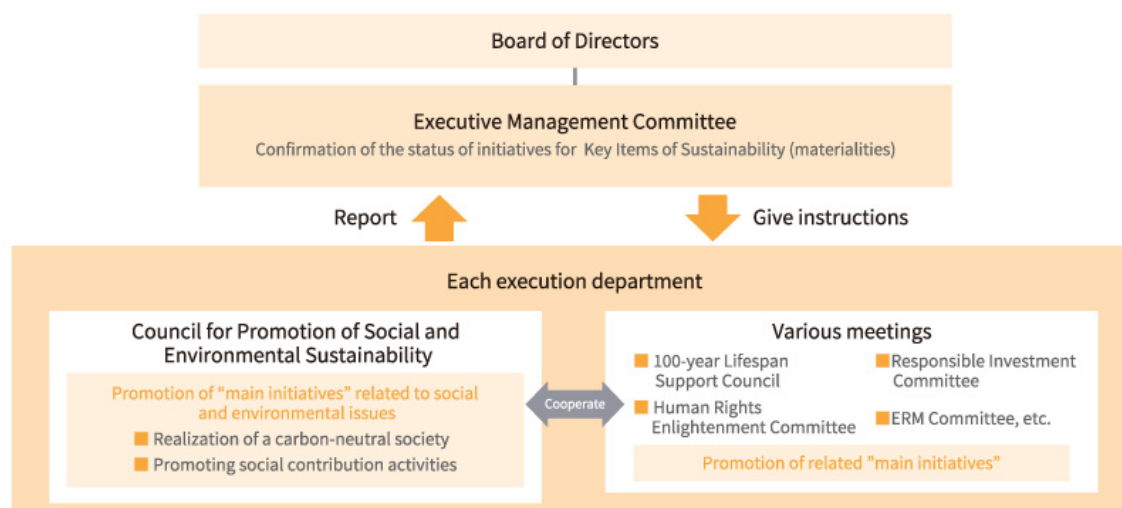 Board of Directors
Executive Management Committee
Confirmation of the status of initiatives for Key Items of Sustainability (materialities)
Report
Give instructions
Each execution department
Council for Promotion of Social and
Environmental Sustainability
Promotion of “main initiatives” related to social
and environmental issues
Realization of a carbon-neutral society
Promoting social contribution activities
Cooperate
Various meetings
100-year Lifespan
Support Council
Human Rights
Enlightenment Committee
Responsible Investment
Committee
ERM Committee, etc.
Promotion of related ”main initiatives”